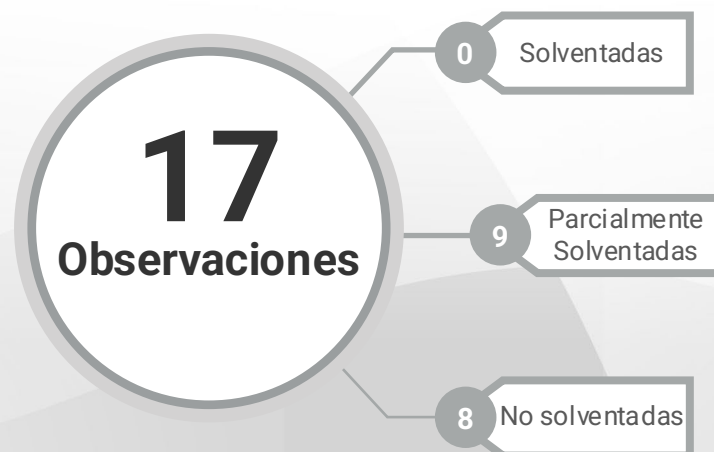 17
Observaciones
0
Solventadas
9
Parcialmente
Solventadas
8
No solventadas